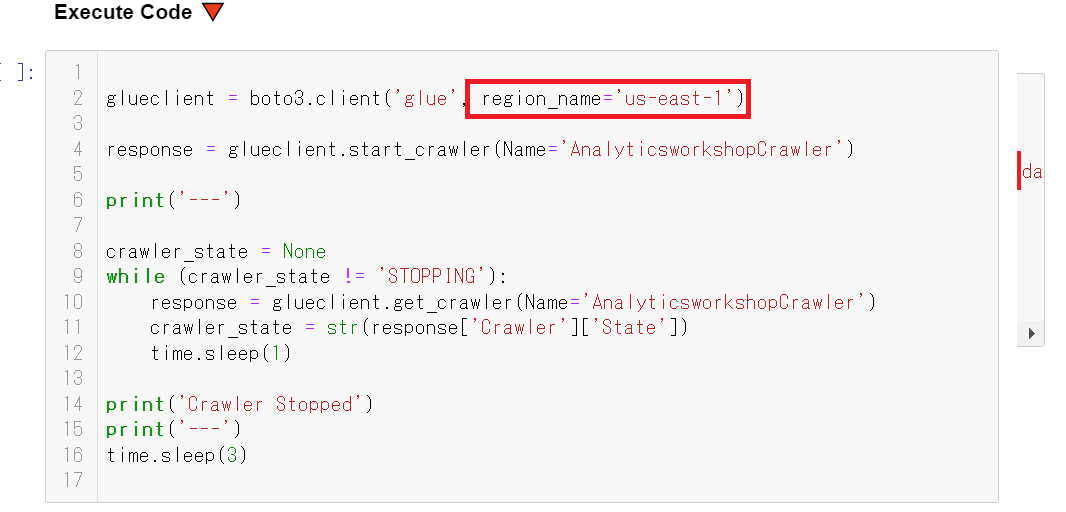 Execute Code
[ ]:
1
2 glueclient = boto3.client('glue', region_name='us-east-1')
3
4 response = glueclient.start_crawler(Name='AnalyticsworkshopCrawler')
5
6 print('---')
7
8 crawler_state = None
9 while (crawler_state != 'STOPPING'):
10     response = glueclient.get_crawler(Name='AnalyticsworkshopCrawler')
11     crawler_state = str(response['Crawler']['State'])
12     time.sleep(1)
13
14 print('Crawler Stopped')
15 print('---')
16 time.sleep(3)
17
da